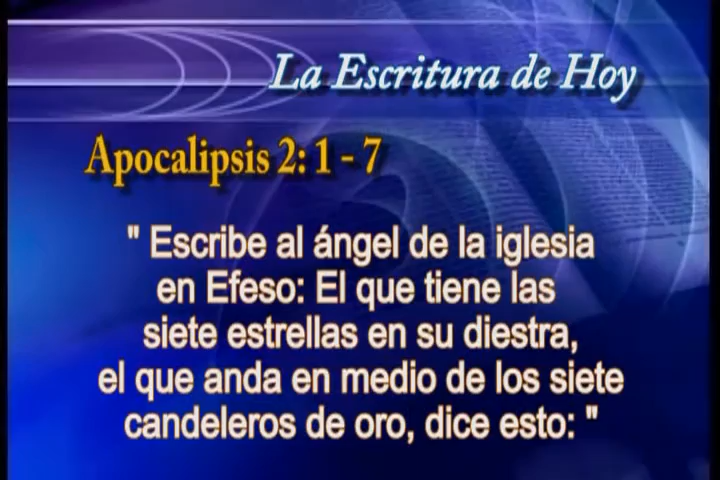 La Escritura de Hoy
Apocalipsis 2: 1 - 7
" Escribe al ángel de la iglesia
en Efeso: El que tiene las
siete estrellas en su diestra,
el que anda en medio de los siete
candeleros de oro, dice esto: "